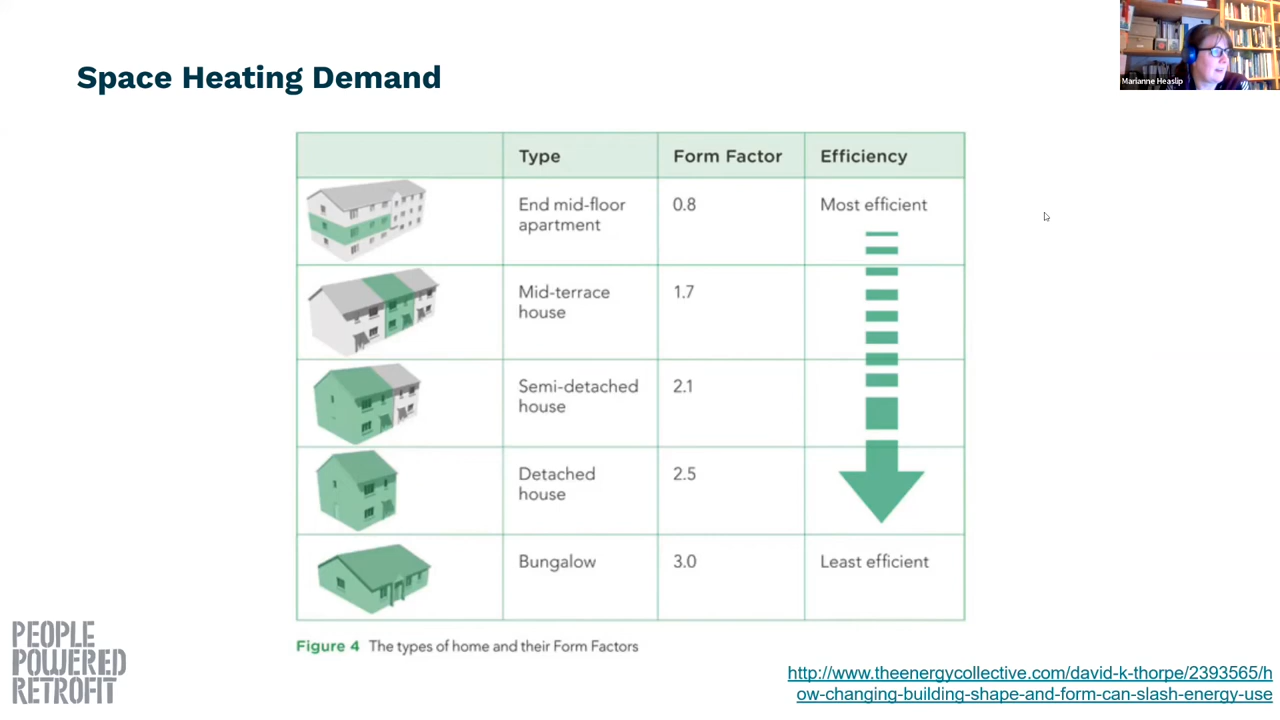 Marianne Heaslip
Space Heating Demand
Type Form Factor Efficiency
End mid-floor
apartment
0.8
Most efficient
Mid-terrace
house
1.7
Semi-detached
house
2.1
Detached
house
2.5
Bungalow
3.0
Least efficient
Figure 4 The types of home and their Form Factors
PEOPLE
POWERED
RETROFIT
http://www.theenergycollective.com/david-k-thorpe/2393565/h
ow-changing-building-shape-and-form-can-slash-energy-use